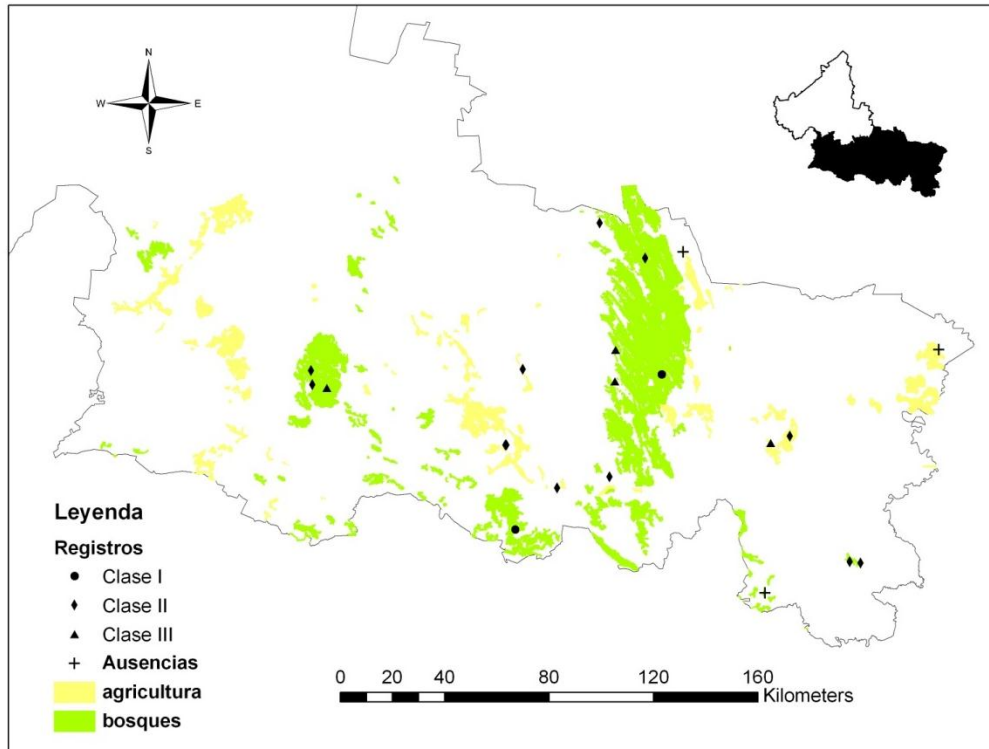 N
W E
S
Leyenda
Registros
Clase I
Clase II
Clase III
Ausencias
agricultura
bosques
0 20 40 80 120 160
Kilometers